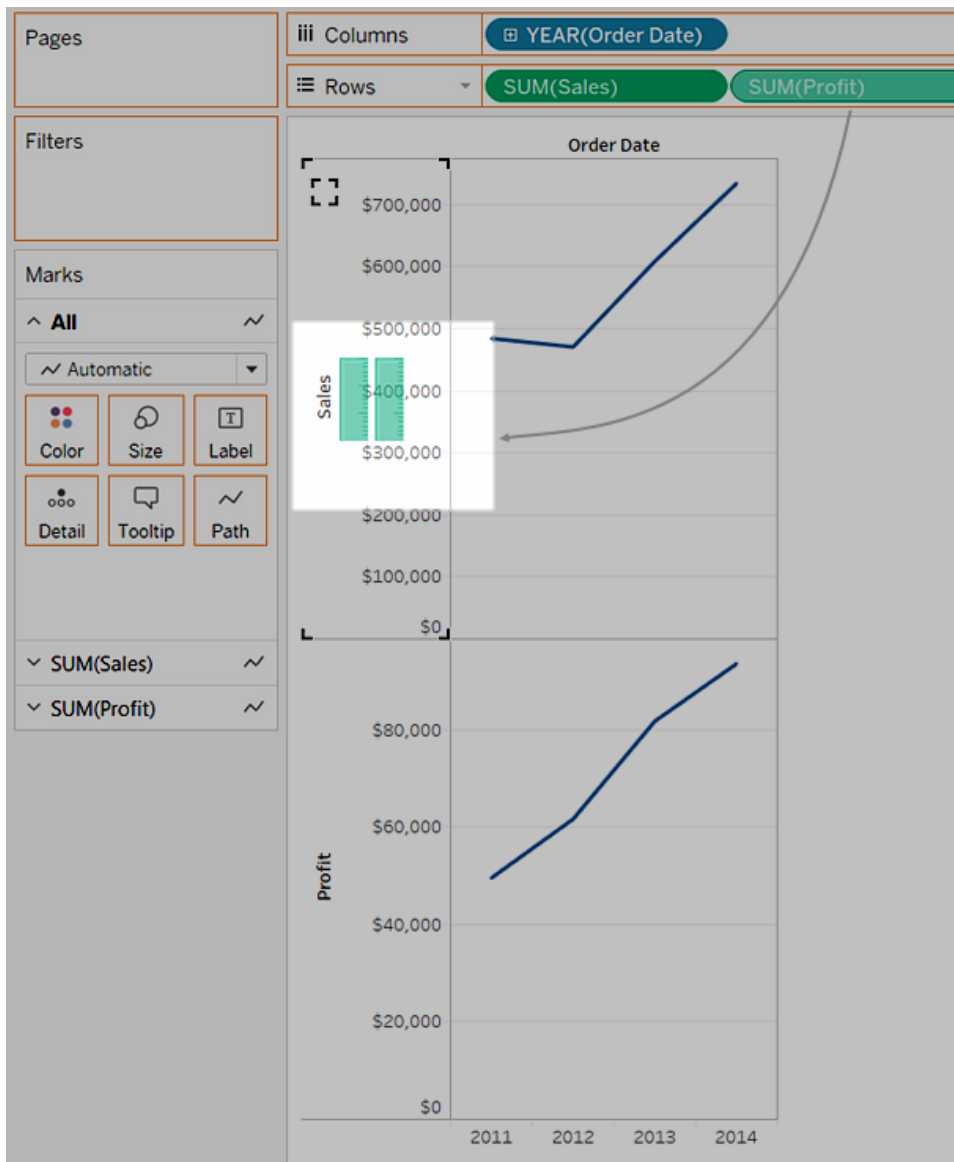 Pages
Columns
YEAR(Order Date)
Rows
SUM(Sales)
SUM(Profit)
Filters
Marks
All
Automatic
Color
Size
T
Label
Detail
Tooltip
Path
SUM(Sales)
SUM(Profit)
Order Date
Sales
$700,000
$600,000
$500,000
$400,000
$300,000
$200,000
$100,000
$0
Profit
$80,000
$60,000
$40,000
$20,000
$0
2011 2012 2013 2014